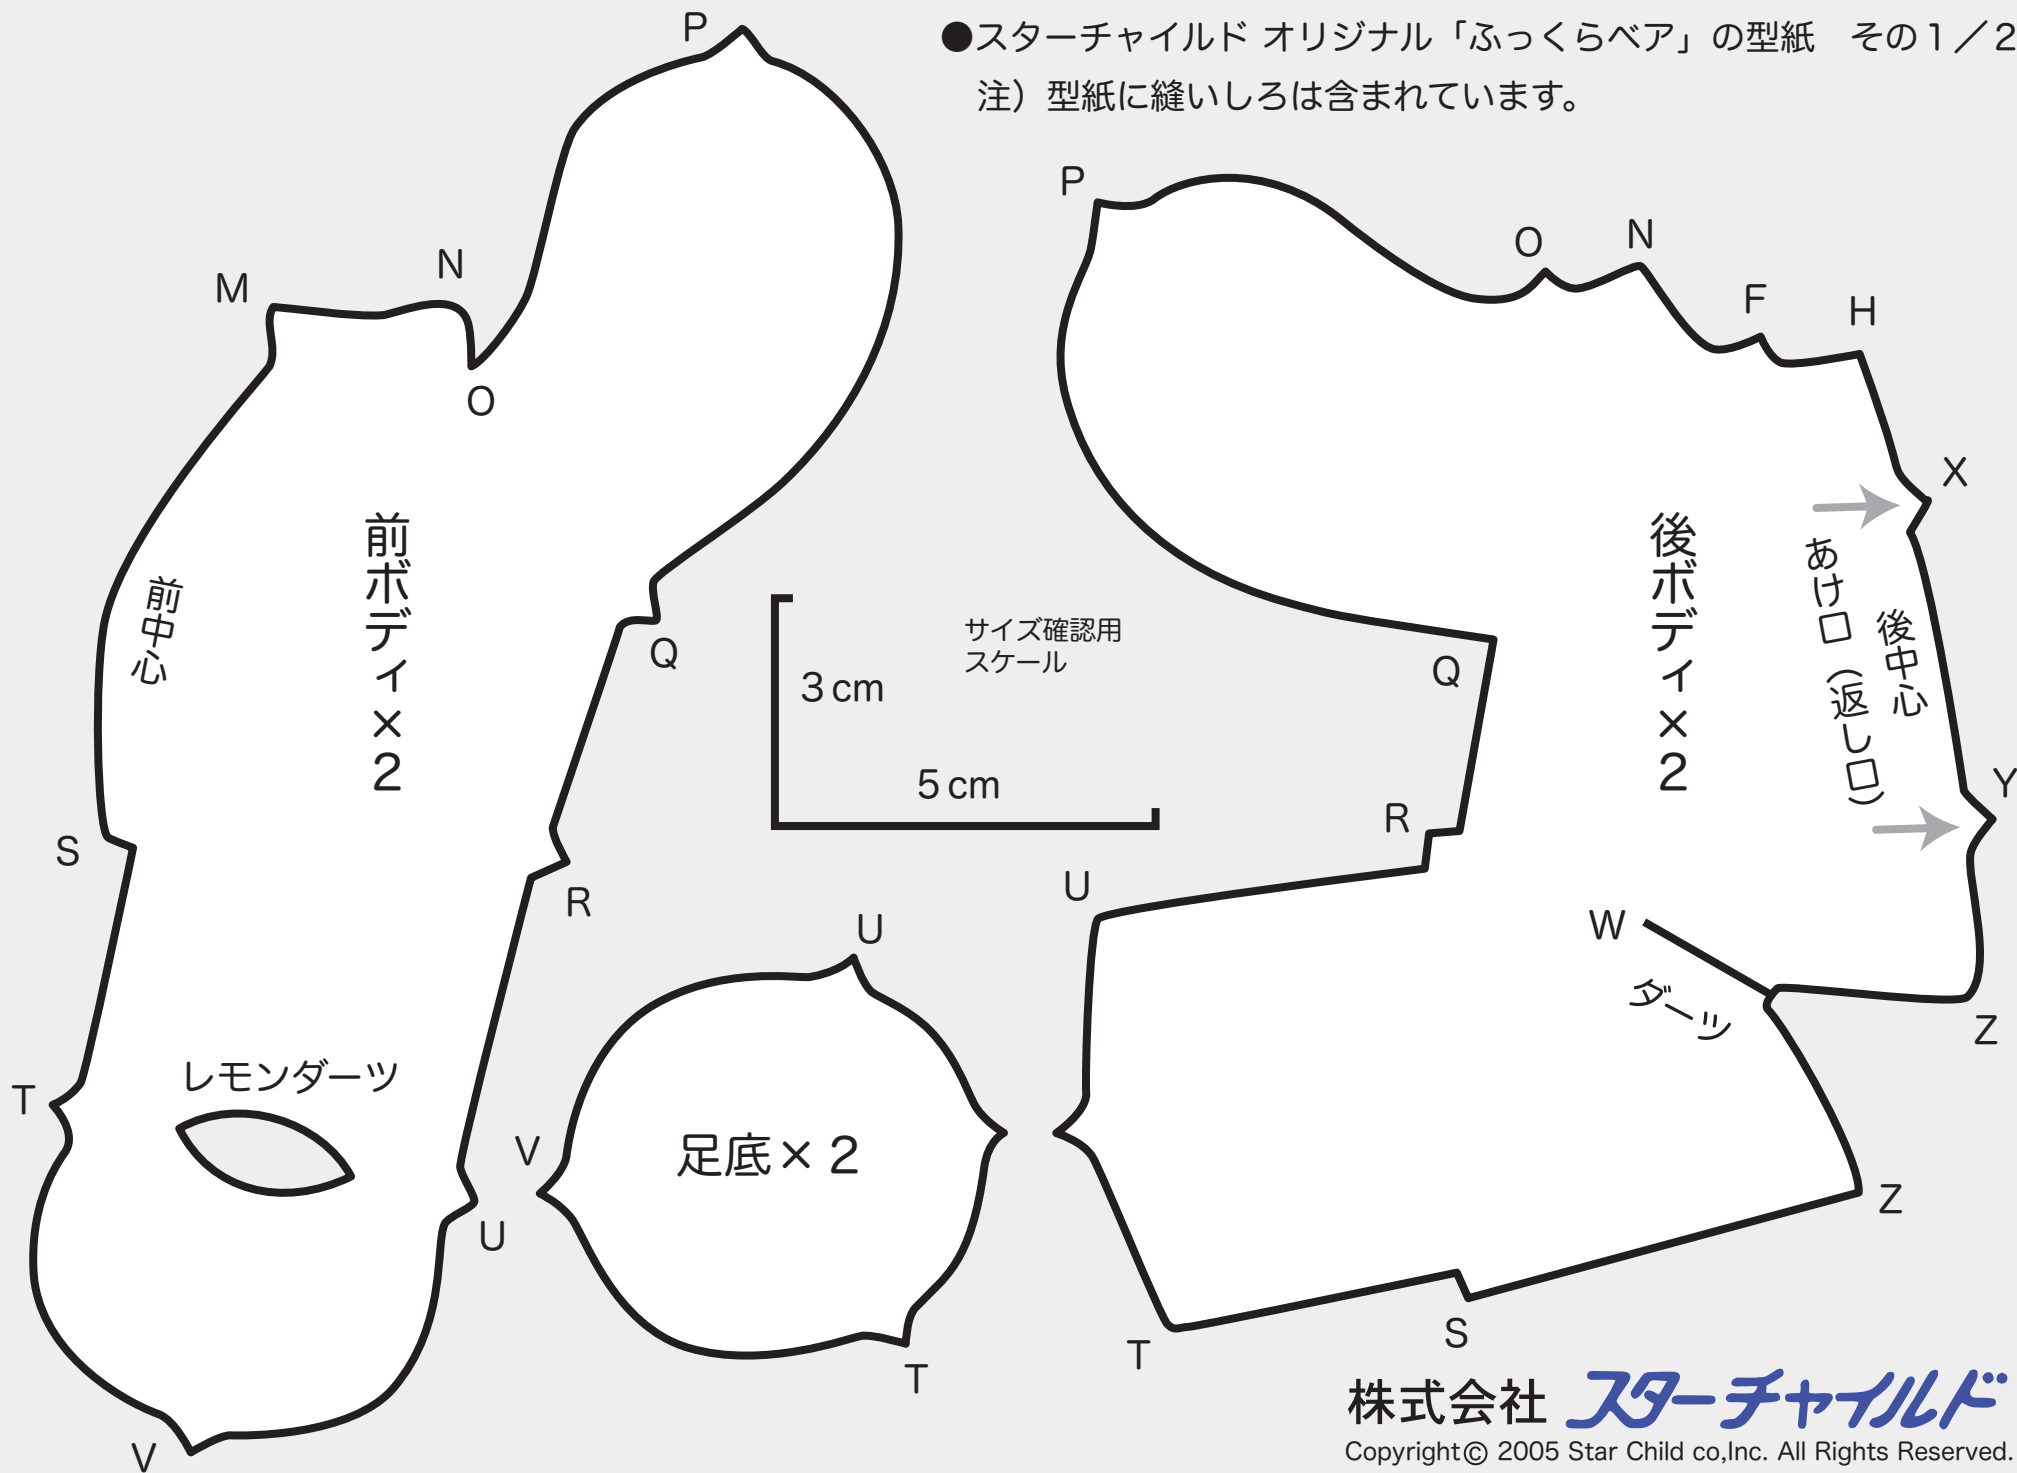 ●スターチャイルド オリジナル「ふっくらベア」の型紙　その１／２
注）型紙に縫いしろは含まれています。
P
M
N
O
前ボディ×２
前中心
Q
S
R
T
レモンダーツ
U
V
サイズ確認用
スケール
3 cm
5 cm
U
V
足底× 2
T
P
O
N
F
H
X
後ボディ×２
あけ口（返し口）
後中心
Q
Y
R
U
W
ダーツ
Z
Z
S
T
株式会社 スターチャイルド
Copyright© 2005 Star Child co,Inc. All Rights Reserved.